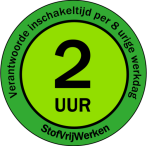 Verantwoorde inschakeltijd per 8 urige werkdag
2
UUR
StofVrijWerken